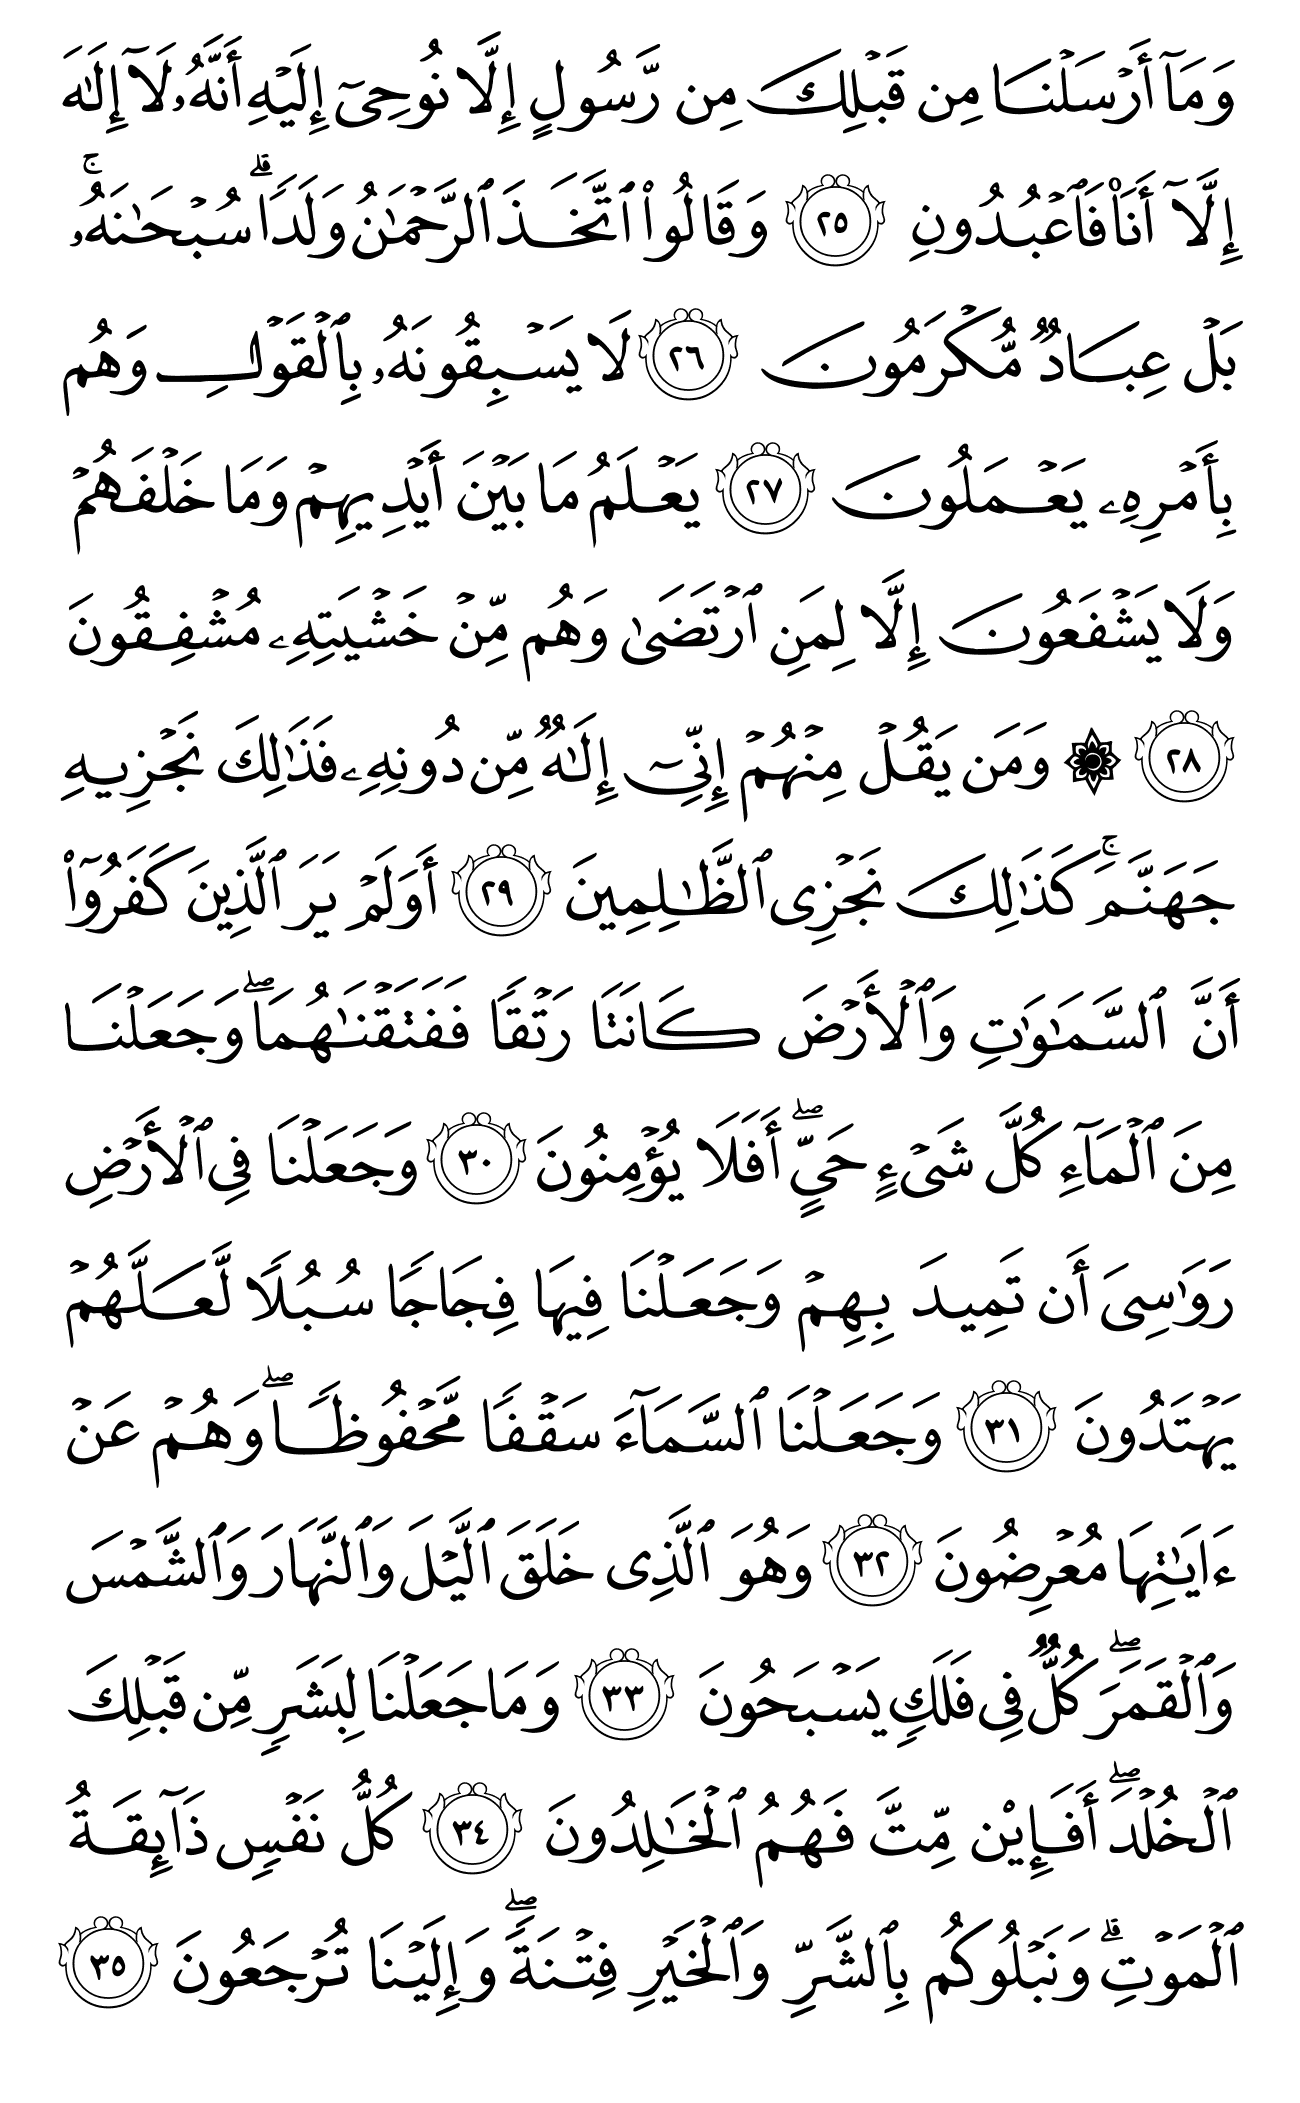 وَمَآ أَرۡسَلۡنَا مِن قَبۡلِكَ مِن رَّسُولٍ إِلَّا نُوحِيٓ إِلَيۡهِ أَنَّهُۥ لَآ إِلَٰهَ
إِلَّآ أَنَا۠ فَٱعۡبُدُونِ ٢٥ وَقَالُواْ ٱتَّخَذَ ٱلرَّحۡمَٰنُ وَلَدٗاۗ سُبۡحَٰنَهُۥۚ
بَلۡ عِبَادٞ مُّكۡرَمُونَ ٢٦ لَا يَسۡبِقُونَهُۥ بِٱلۡقَوۡلِ وَهُم
بِأَمۡرِهِۦ يَعۡمَلُونَ ٢٧ يَعۡلَمُ مَا بَيۡنَ أَيۡدِيهِمۡ وَمَا خَلۡفَهُمۡ
وَلَا يَشۡفَعُونَ إِلَّا لِمَنِ ٱرۡتَضَىٰ وَهُم مِّنۡ خَشۡيَتِهِۦ مُشۡفِقُونَ
٢٨ ۞ وَمَن يَقُلۡ مِنۡهُمۡ إِنِّيٓ إِلَٰهٞ مِّن دُونِهِۦ فَذَٰلِكَ نَجۡزِيهِ
جَهَنَّمَۚ كَذَٰلِكَ نَجۡزِي ٱلظَّٰلِمِينَ ٢٩ أَوَلَمۡ يَرَ ٱلَّذِينَ كَفَرُوٓاْ
أَنَّ ٱلسَّمَٰوَٰتِ وَٱلۡأَرۡضَ كَانَتَا رَتۡقٗا فَفَتَقۡنَٰهُمَاۖ وَجَعَلۡنَا
مِنَ ٱلۡمَآءِ كُلَّ شَيۡءٍ حَيٍّۖ أَفَلَا يُؤۡمِنُونَ ٣٠ وَجَعَلۡنَا فِي ٱلۡأَرۡضِ
رَوَٰسِيَ أَن تَمِيدَ بِهِمۡ وَجَعَلۡنَا فِيهَا فِجَاجٗا سُبُلٗا لَّعَلَّهُمۡ
يَهۡتَدُونَ ٣١ وَجَعَلۡنَا ٱلسَّمَآءَ سَقۡفٗا مَّحۡفُوظٗاۖ وَهُمۡ عَنۡ
ءَايَٰتِهَا مُعۡرِضُونَ ٣٢ وَهُوَ ٱلَّذِي خَلَقَ ٱلَّيۡلَ وَٱلنَّهَارَ وَٱلشَّمۡسَ
وَٱلۡقَمَرَۖ كُلّٞ فِي فَلَكٖ يَسۡبَحُونَ ٣٣ وَمَا جَعَلۡنَا لِبَشَرٖ مِّن قَبۡلِكَ
ٱلۡخُلۡدَۖ أَفَإِيْن مِّتَّ فَهُمُ ٱلۡخَٰلِدُونَ ٣٤ كُلُّ نَفۡسٖ ذَآئِقَةُ
ٱلۡمَوۡتِۗ وَنَبۡلُوكُم بِٱلشَّرِّ وَٱلۡخَيۡرِ فِتۡنَةٗۖ وَإِلَيۡنَا تُرۡجَعُونَ ٣٥